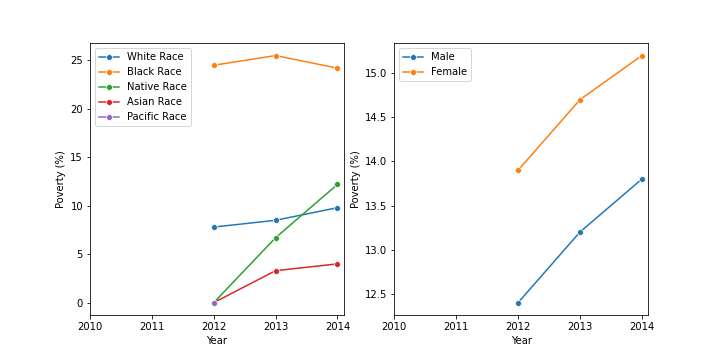 White Race
Black Race
Native Race
Asian Race
Pacific Race
25
20
15
10
5
0
Poverty (%)
2010 2011 2012 2013 2014
Year
Male
Female
15.0
14.5
14.0
13.5
13.0
12.5
Poverty (%)
2010 2011 2012 2013 2014
Year